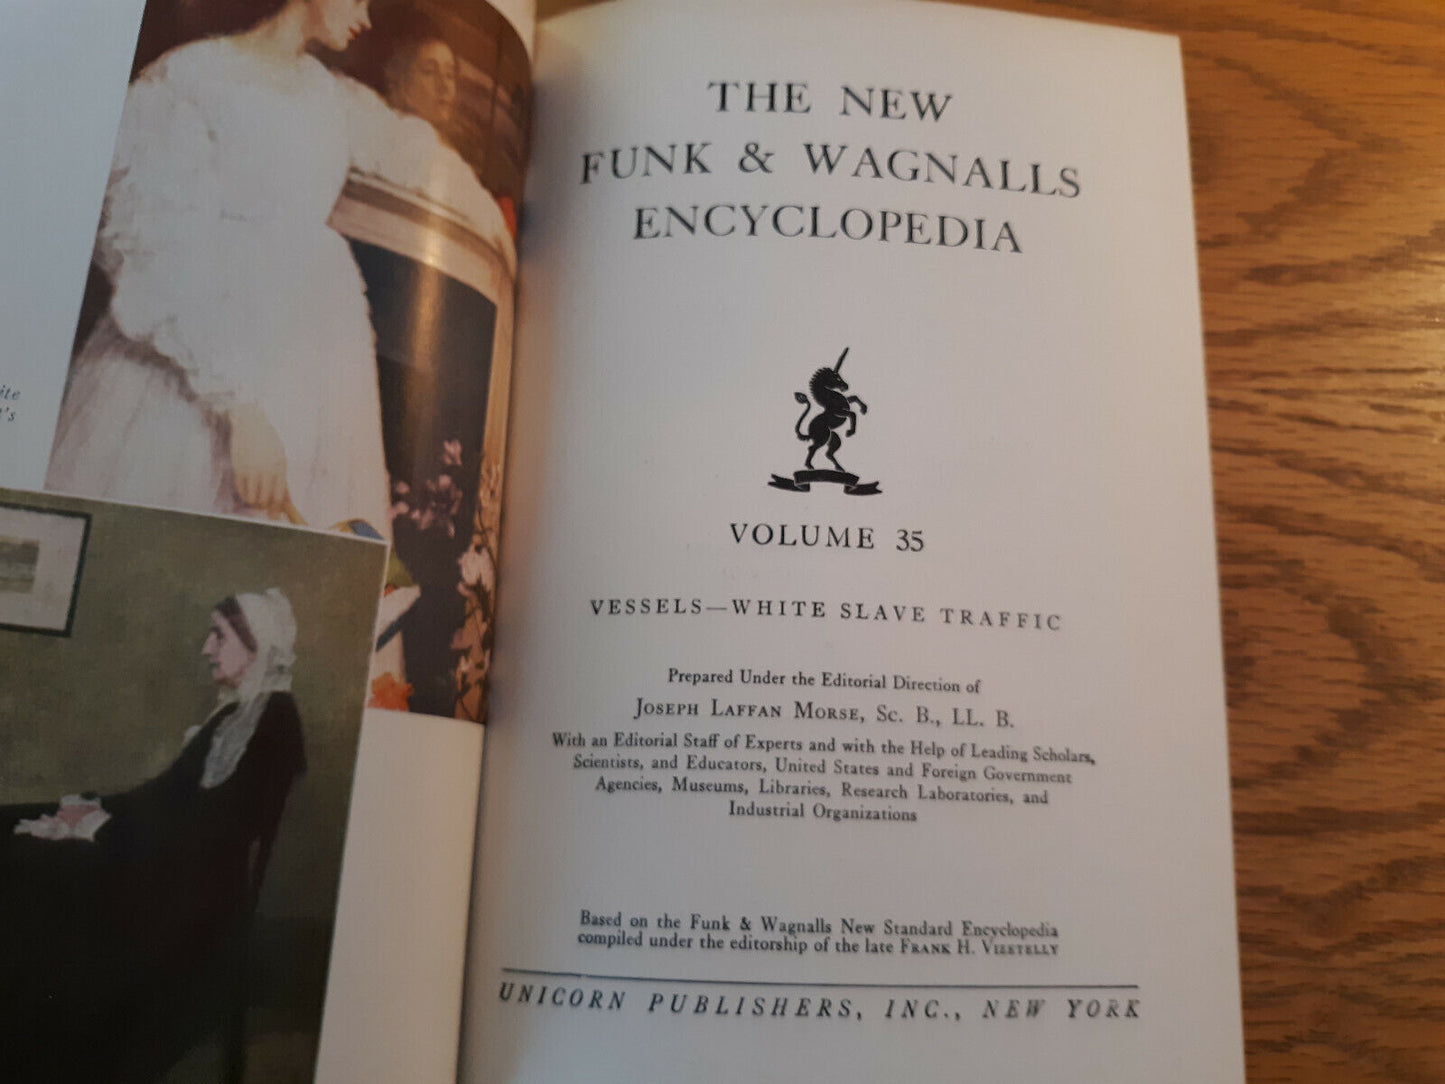 THE NEW
FUNK & WAGNALLS
ENCYCLOPEDIA
VOLUME 35
VESSELS—WHITE SLAVE TRAFFIC
Prepared Under the Editorial Direction of
JOSEPH LAFFAN MORSE, SC. B., LL. B.
With an Editorial Staff of Experts and with the Help of Leading Scholars,
Scientists, and Educators, United States and Foreign Government
Agencies, Museums, Libraries, Research Laboratories, and
Industrial Organizations
Based on the Funk & Wagnalls New Standard Encyclopedia
compiled under the editorship of the late FRANK H. VIZETELLY
UNICORN PUBLISHERS, INC., NEW YORK